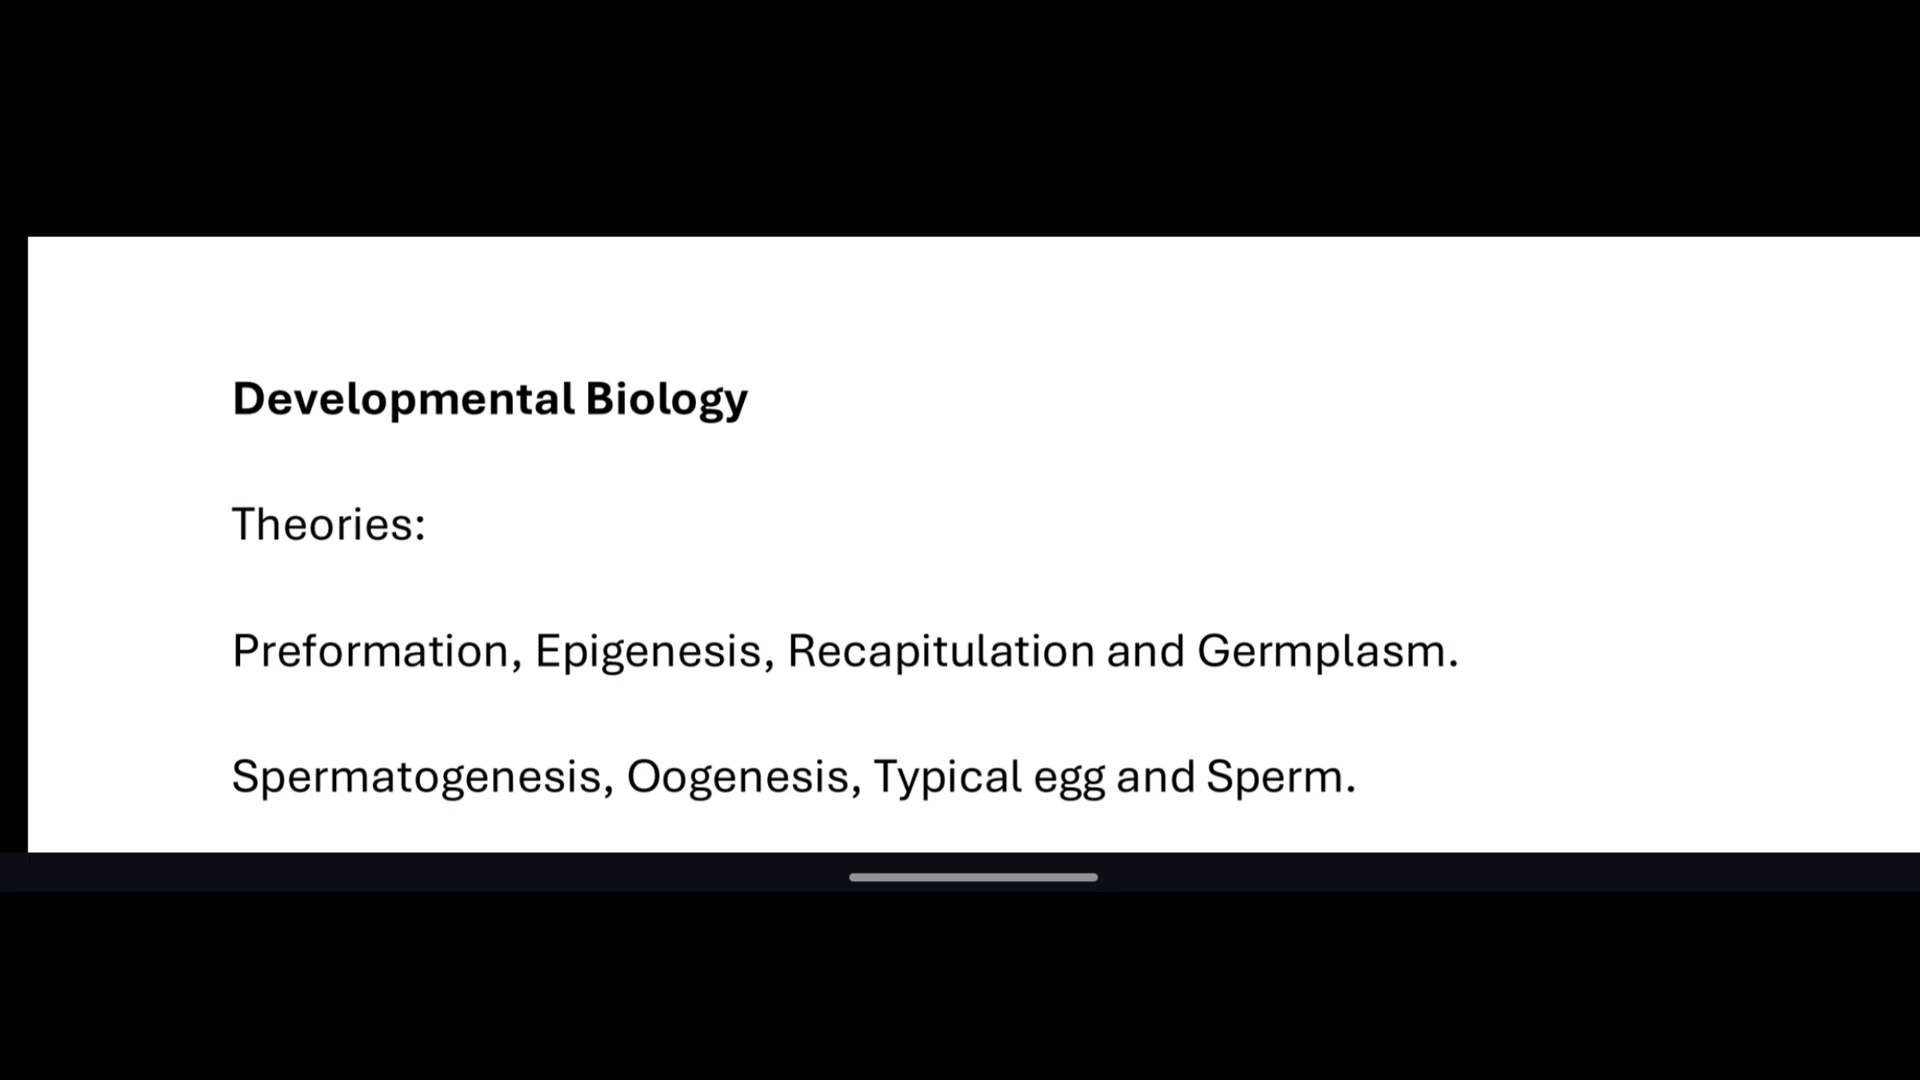 Developmental Biology
Theories:
Preformation, Epigenesis, Recapitulation and Germplasm.
Spermatogenesis, Oogenesis, Typical egg and Sperm.